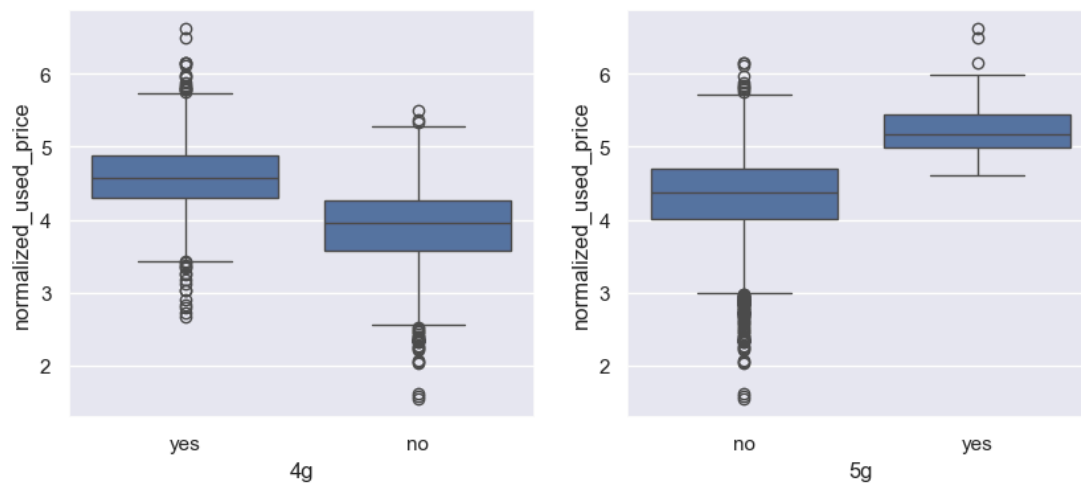 normalized_used_price
6
5
4
3
2
yes no
4g
normalized_used_price
6
5
4
3
2
no yes
5g